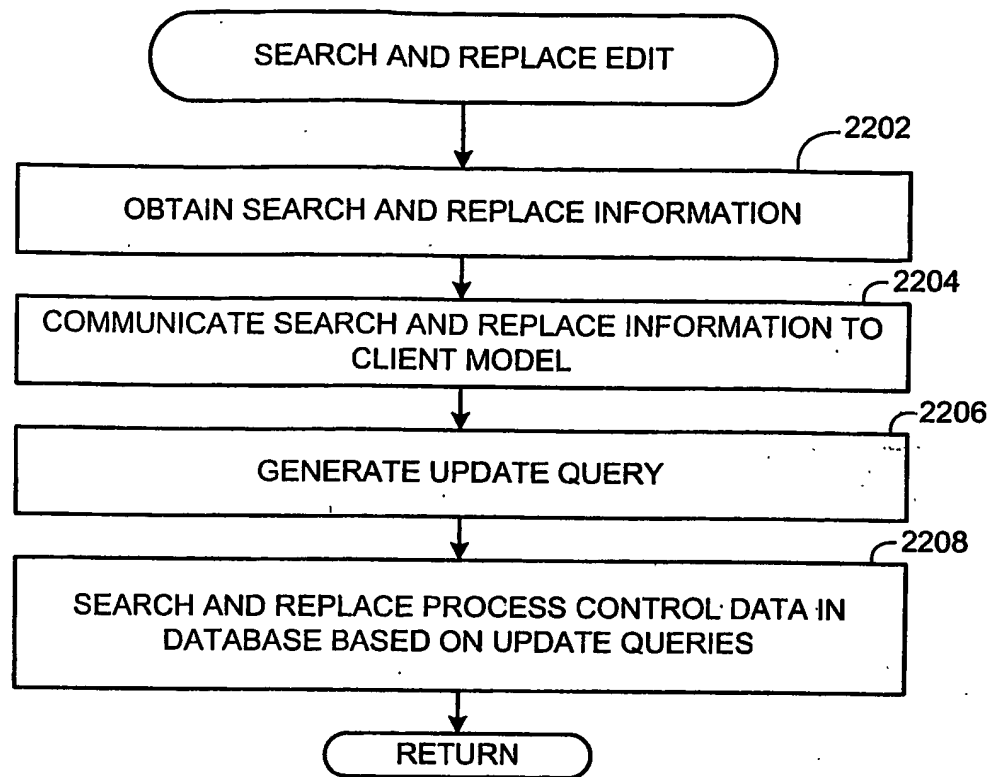 SEARCH AND REPLACE EDIT
2202
OBTAIN SEARCH AND REPLACE INFORMATION
2204
COMMUNICATE SEARCH AND REPLACE INFORMATION TO
CLIENT MODEL
2206
GENERATE UPDATE QUERY
2208
SEARCH AND REPLACE PROCESS CONTROL DATA IN
DATABASE BASED ON UPDATE QUERIES
RETURN